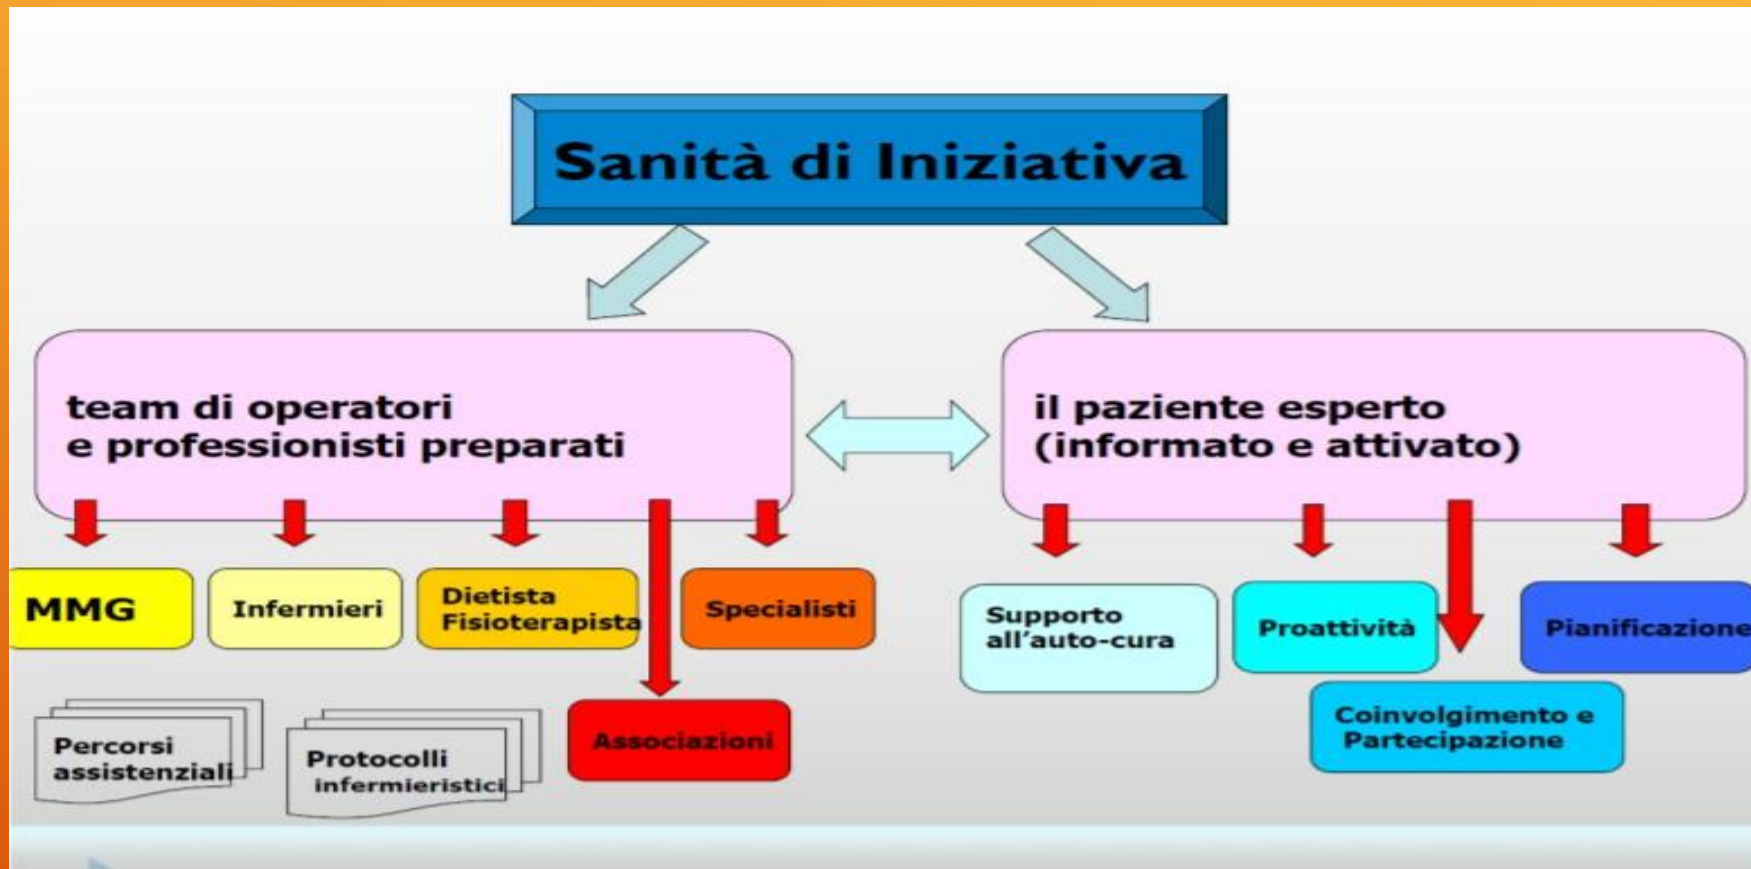 Sanità di Iniziativa
team di operatori
e professionisti preparati
il paziente esperto
(informato e attivato)
MMG
Infermieri
Dietista
Fisioterapista
Specialisti
Supporto
all'auto-cura
Proattività
Pianificazione
Percorsi
assistenziali
Protocolli
infermieristici
Associazioni
Coinvolgimento e
Partecipazione